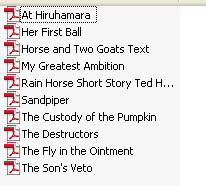 At Hiruhamara
Her First Ball
Horse and Two Goats Text
My Greatest Ambition
Rain Horse Short Story Ted H...
Sandpiper
The Custody of the Pumpkin
The Destructors
The Fly in the Ointment
The Son's Veto